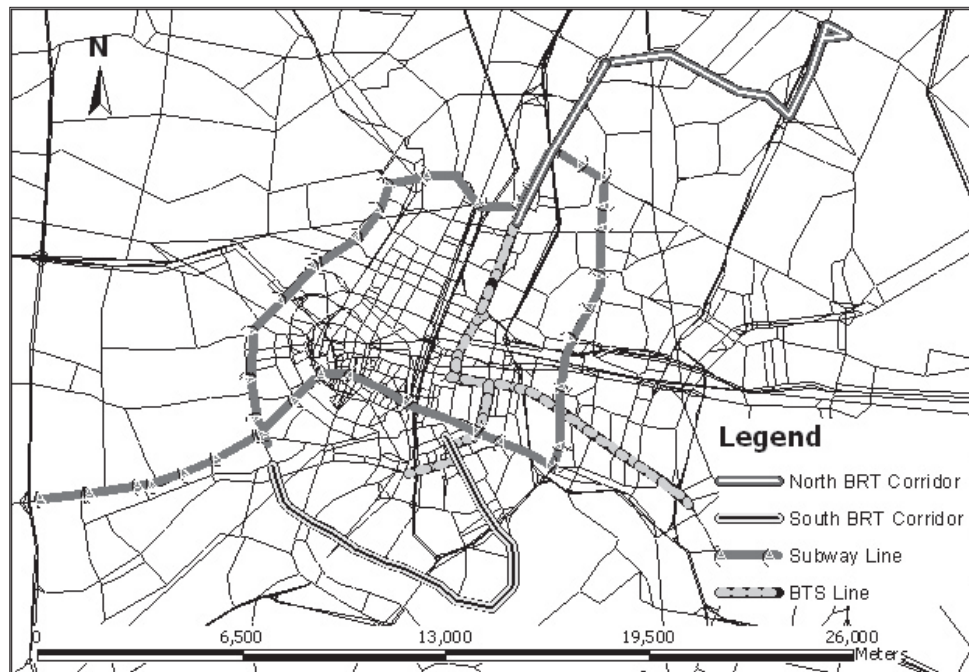 N
Legend
North BRT Corridor
South BRT Corridor
Subway Line
BTS Line
0 6,500 13,000 19,500 26,000
Meters